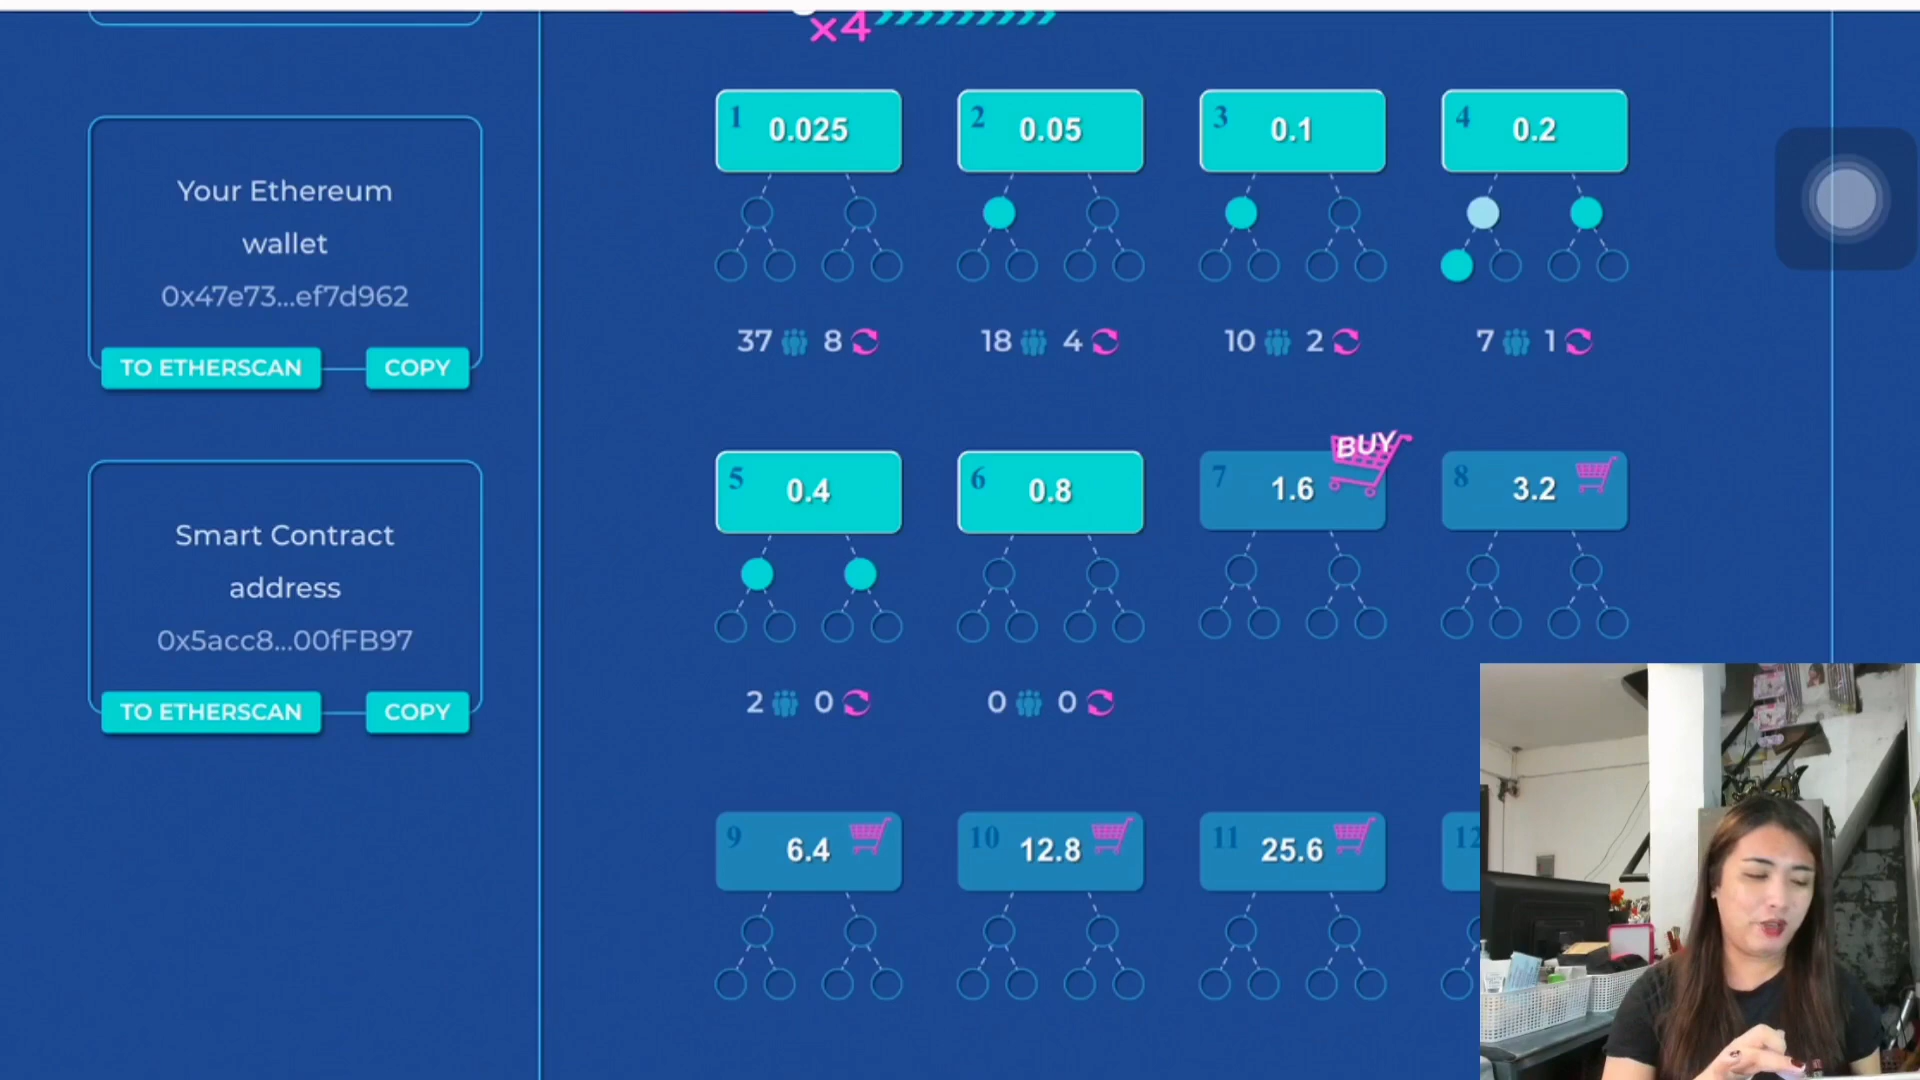 x4
Your Ethereum
wallet
0x47e73...ef7d962
TO ETHERSCAN COPY
Smart Contract
address
0x5acc8...00fFB97
TO ETHERSCAN COPY
1 0.025
2 0.05
3 0.1
4 0.2
37 8
18 4
10 2
7 1
5 0.4
6 0.8
7 1.6 BUY
8 3.2
2 0
0 0
9 6.4
10 12.8
11 25.6
12